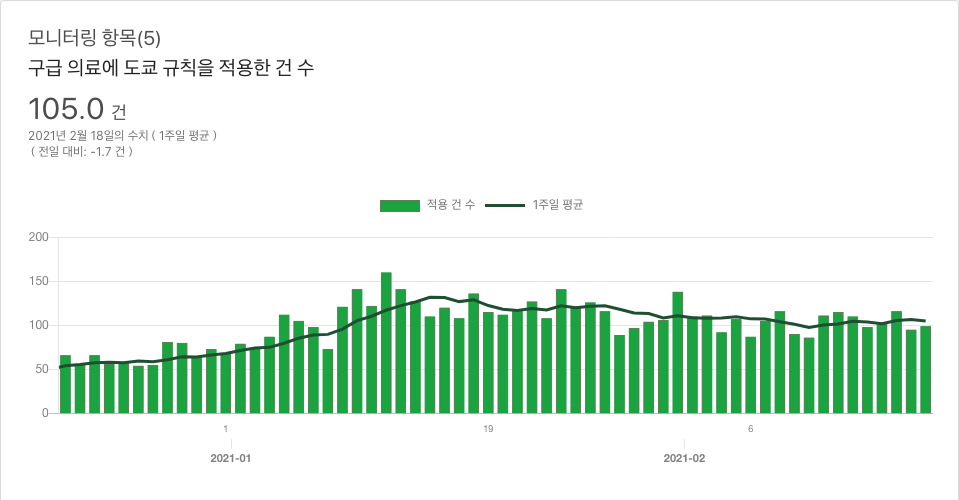 모니터링 항목(5)
구급 의료에 도쿄 규칙을 적용한 건 수
105.0 건
2021년 2월 18일의 수치 ( 1주일 평균 )
( 전일 대비: -1.7 건 )
적용 건 수 1주일 평균
200
150
100
50
0
1 19 6
2021-01 2021-02